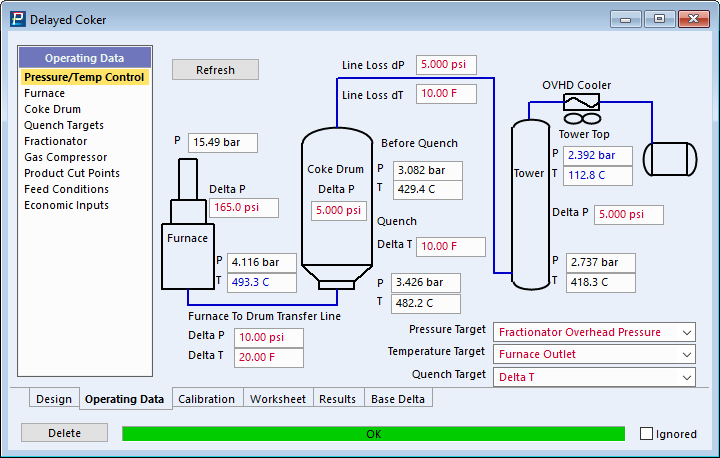 Delayed Coker
Operating Data
Pressure/Temp Control
Furnace
Coke Drum
Quench Targets
Fractionator
Gas Compressor
Product Cut Points
Feed Conditions
Economic Inputs
Refresh
Line Loss dP 5.000 psi
Line Loss dT 10.00 F
OVHD Cooler
P 15.49 bar
Delta P
165.0 psi
Furnace
P 4.116 bar
T 493.3 C
Coke Drum
Delta P
5.000 psi
Before Quench
P 3.082 bar
T 429.4 C
Quench
Delta T 10.00 F
P 3.426 bar
T 482.2 C
Tower
Tower Top
P 2.392 bar
T 112.8 C
Delta P 5.000 psi
P 2.737 bar
T 418.3 C
Furnace To Drum Transfer Line
Delta P 10.00 psi
Delta T 20.00 F
Pressure Target Fractionator Overhead Pressure
Temperature Target Furnace Outlet
Quench Target Delta T
Design Operating Data Calibration Worksheet Results Base Delta
Delete OK Ignored